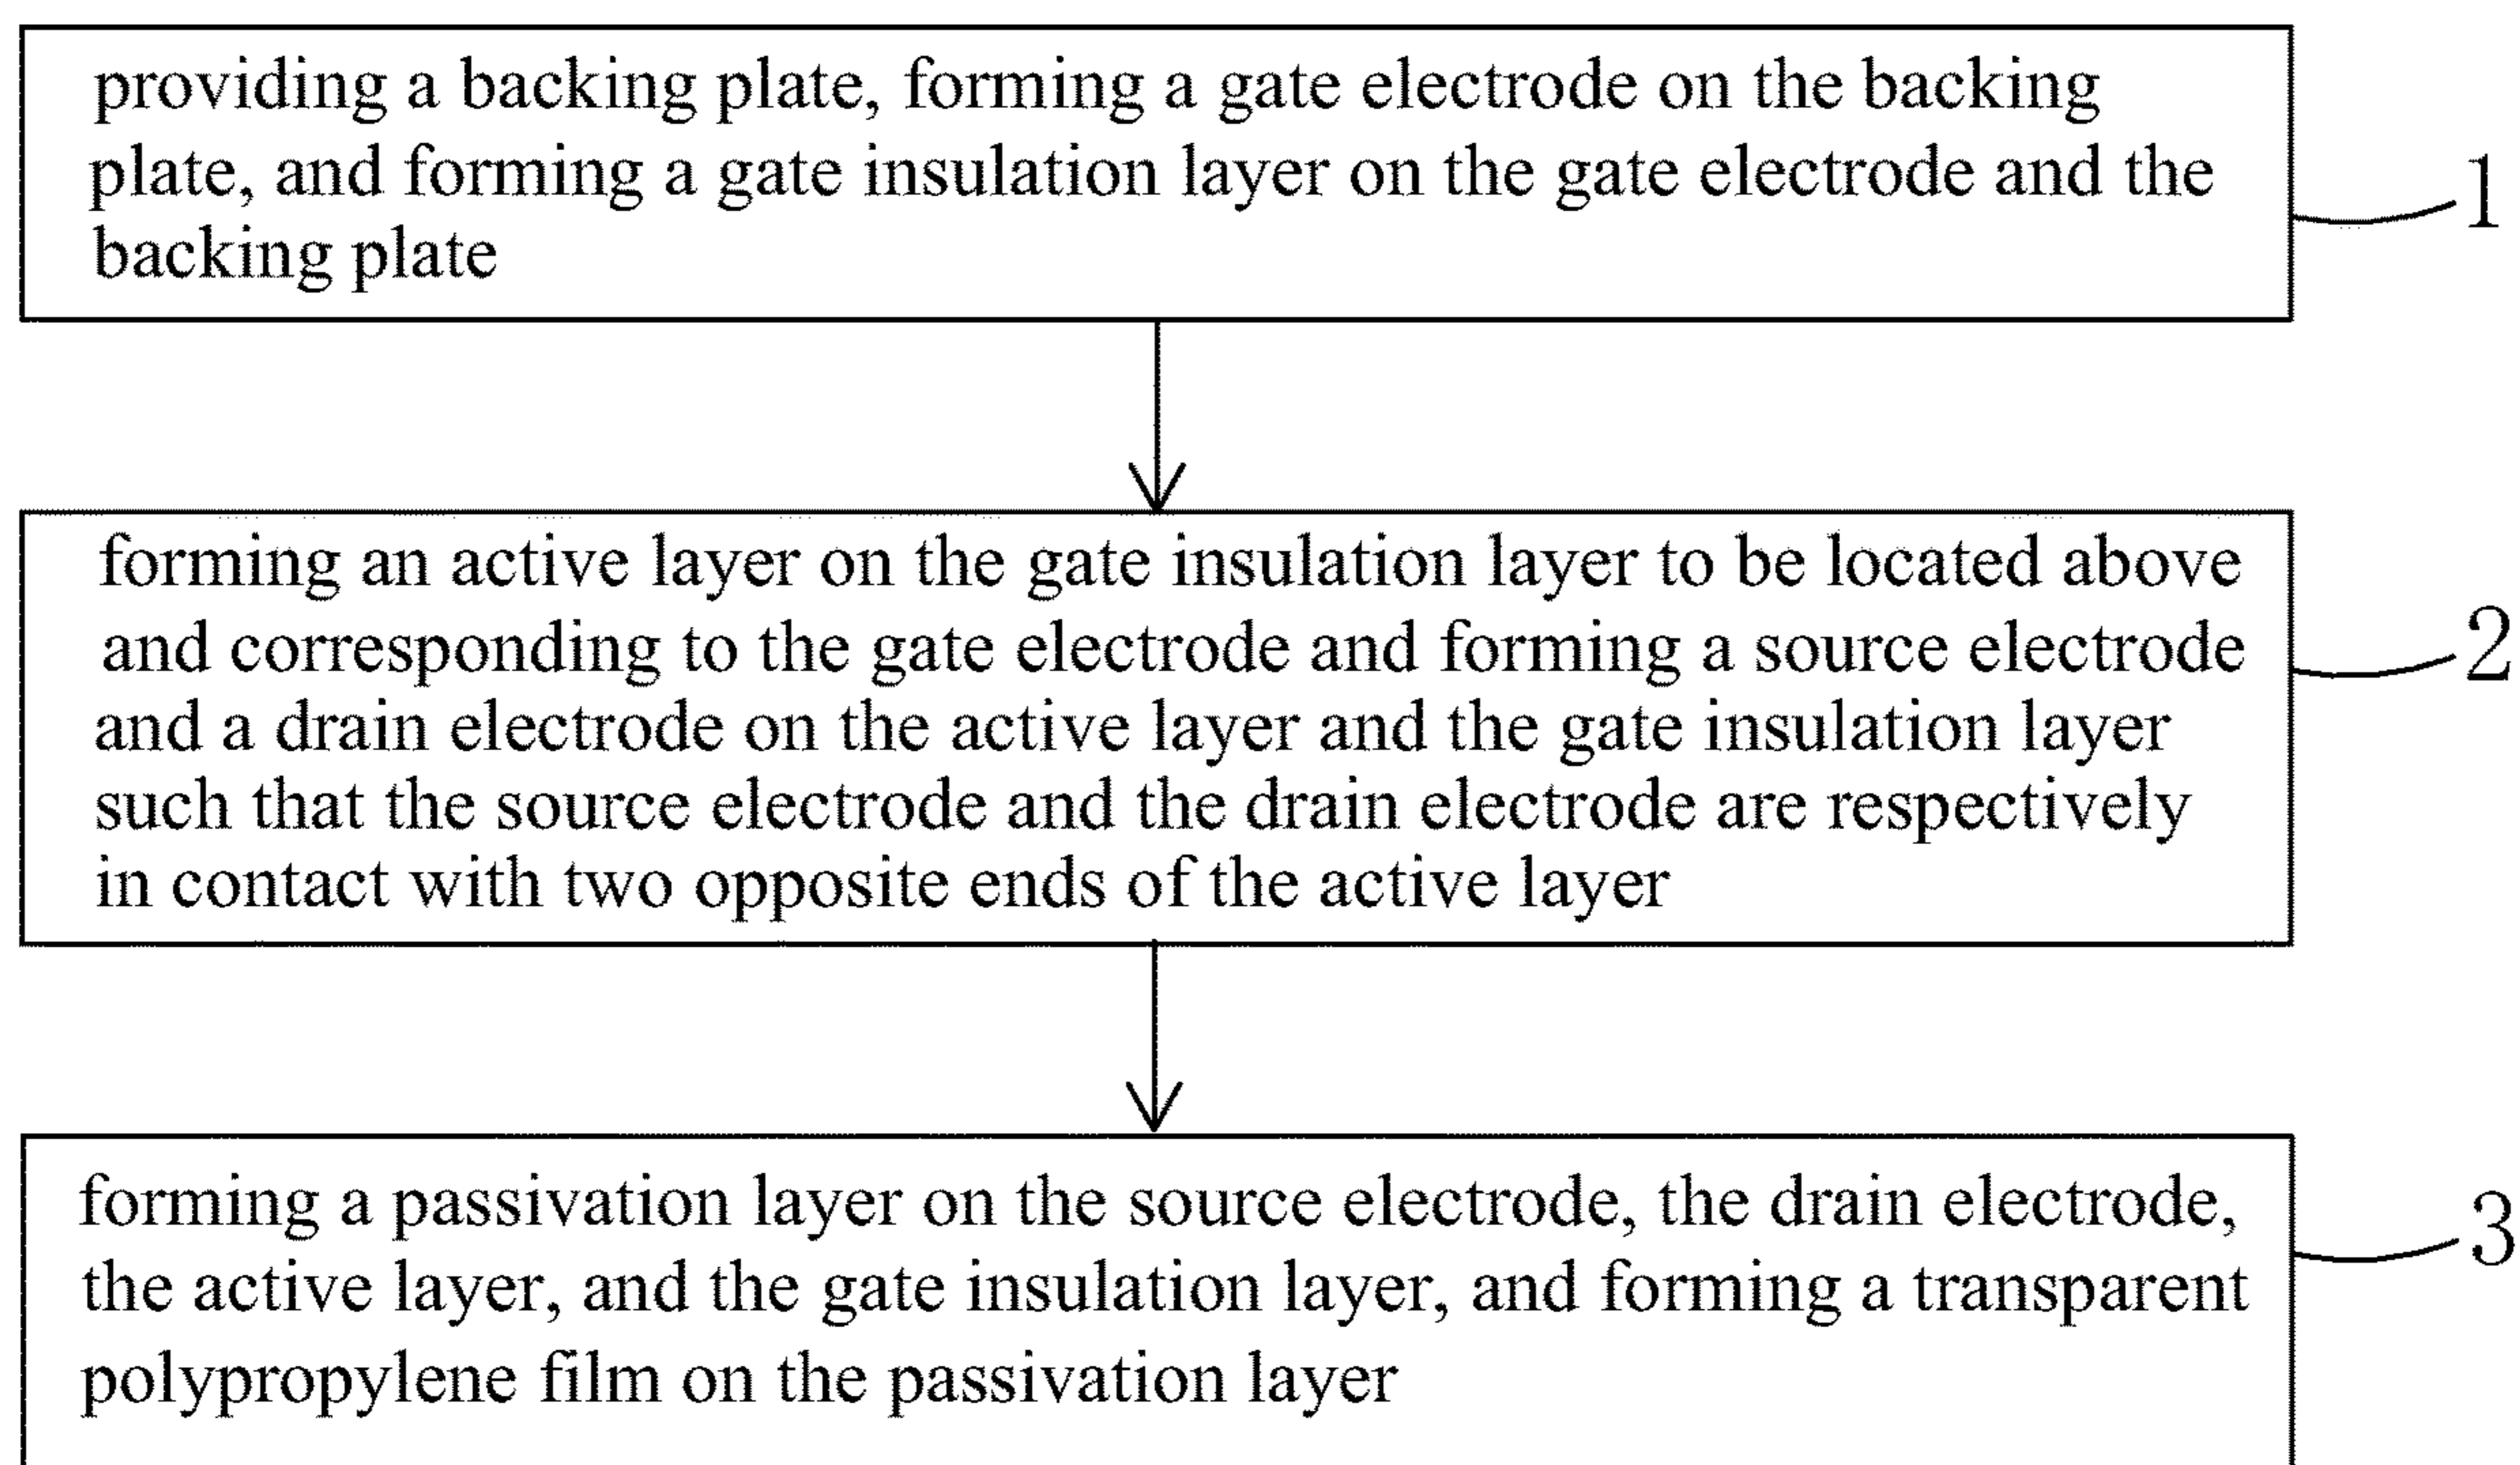 providing a backing plate, forming a gate electrode on the backing
plate, and forming a gate insulation layer on the gate electrode and the
backing plate
1
forming an active layer on the gate insulation layer to be located above
and corresponding to the gate electrode and forming a source electrode
and a drain electrode on the active layer and the gate insulation layer
such that the source electrode and the drain electrode are respectively
in contact with two opposite ends of the active layer
2
forming a passivation layer on the source electrode, the drain electrode,
the active layer, and the gate insulation layer, and forming a transparent
polypropylene film on the passivation layer
3